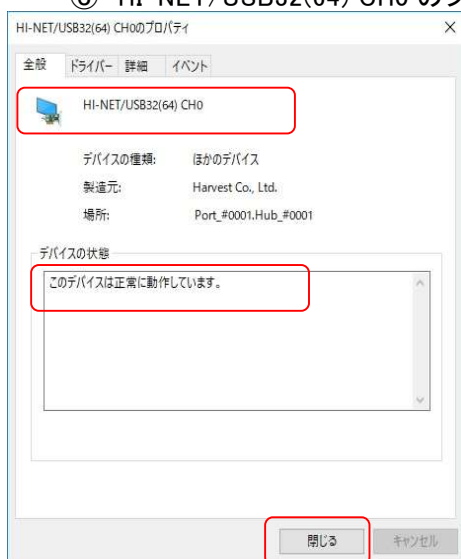 HI-NET/USB32(64) CH0 の
HI-NET/USB32(64) CH0のプロパティ
全般 ドライバー 詳細 イベント
HI-NET/USB32(64) CH0
デバイスの種類: ほかのデバイス
製造元: Harvest Co., Ltd.
場所: Port_#0001.Hub_#0001
デバイスの状態
このデバイスは正常に動作しています。
閉じる キャンセル